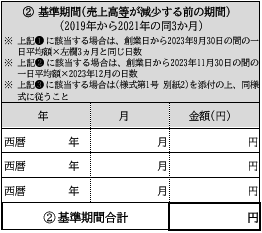 ② 基準期間(売上高等が減少する前の期間)
(2019年から2021年の同3か月)
※ 上記❶に該当する場合は、創業日から2023年9月30日の間の一
日平均額×左欄3ヵ月と同じ日数
※ 上記❷に該当する場合は、創業日から2023年11月30日の間の
一日平均額×2023年12月の日数
※ 上記❸に該当する場合は(様式第1号 別紙2)を添付の上、同様
式に従うこと
年 月 金額(円)
西暦 年 月 円
西暦 年 月 円
西暦 年 月 円
② 基準期間合計 円